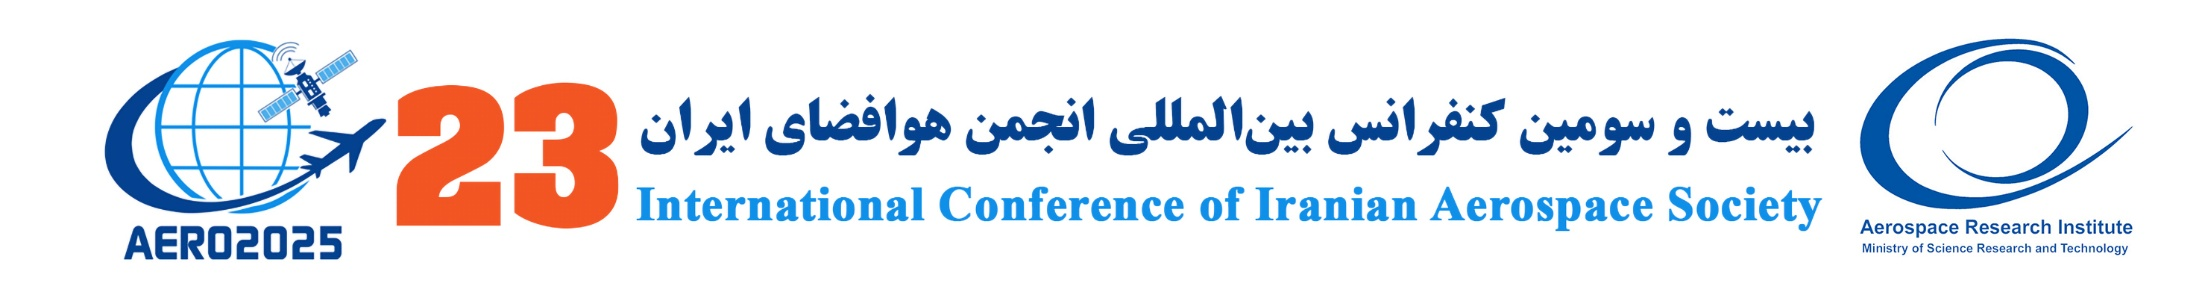 AERO2025
23
بیست و سومین کنفرانس بین‌المللی انجمن هوافضای ایران
International Conference of Iranian Aerospace Society
Aerospace Research Institute
Ministry of Science Research and Technology